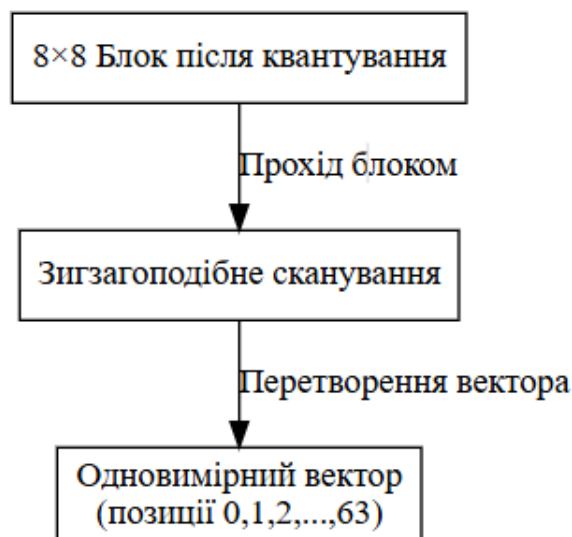 8×8 Блок після квантування
Прохід блоком
Зигзагоподібне сканування
Перетворення вектора
Одновимірний вектор
(позиції 0,1,2,...,63)